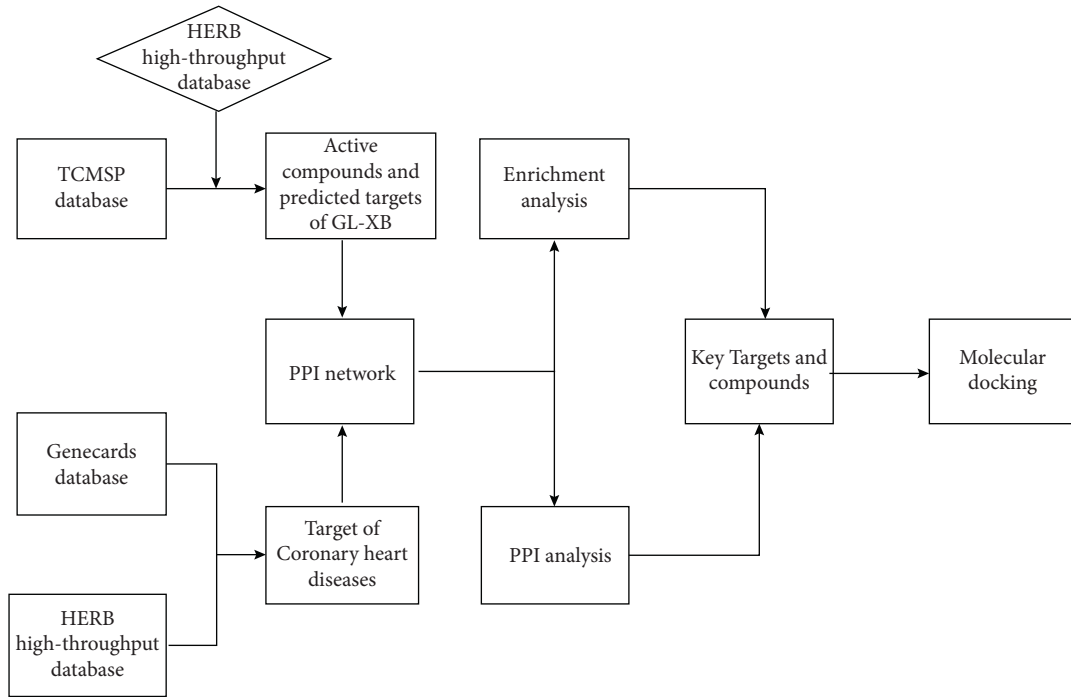 HERB
high-throughput
database
TCMSP
database
Active
compounds and
predicted targets
of GL-XB
Enrichment
analysis
PPI network
Key Targets and
compounds
Molecular
docking
Genecards
database
Target of
Coronary heart
diseases
PPI analysis
HERB
high-throughput
database